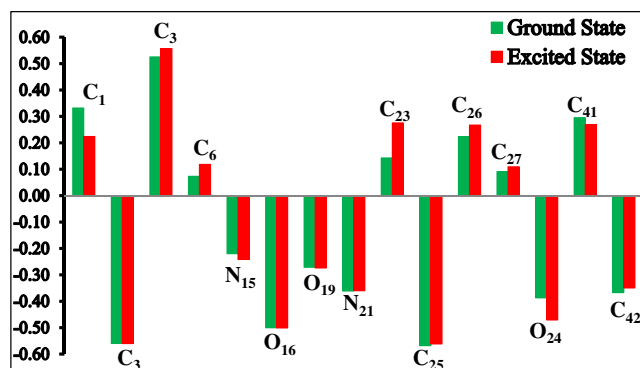 0.60
0.50
0.40
0.30
0.20
0.10
0.00
-0.10
-0.20
-0.30
-0.40
-0.50
-0.60
Ground State
Excited State
C1
C3
C3
C6
N15
O16
O19
N21
C23
C25
C26
C27
O24
C41
C42